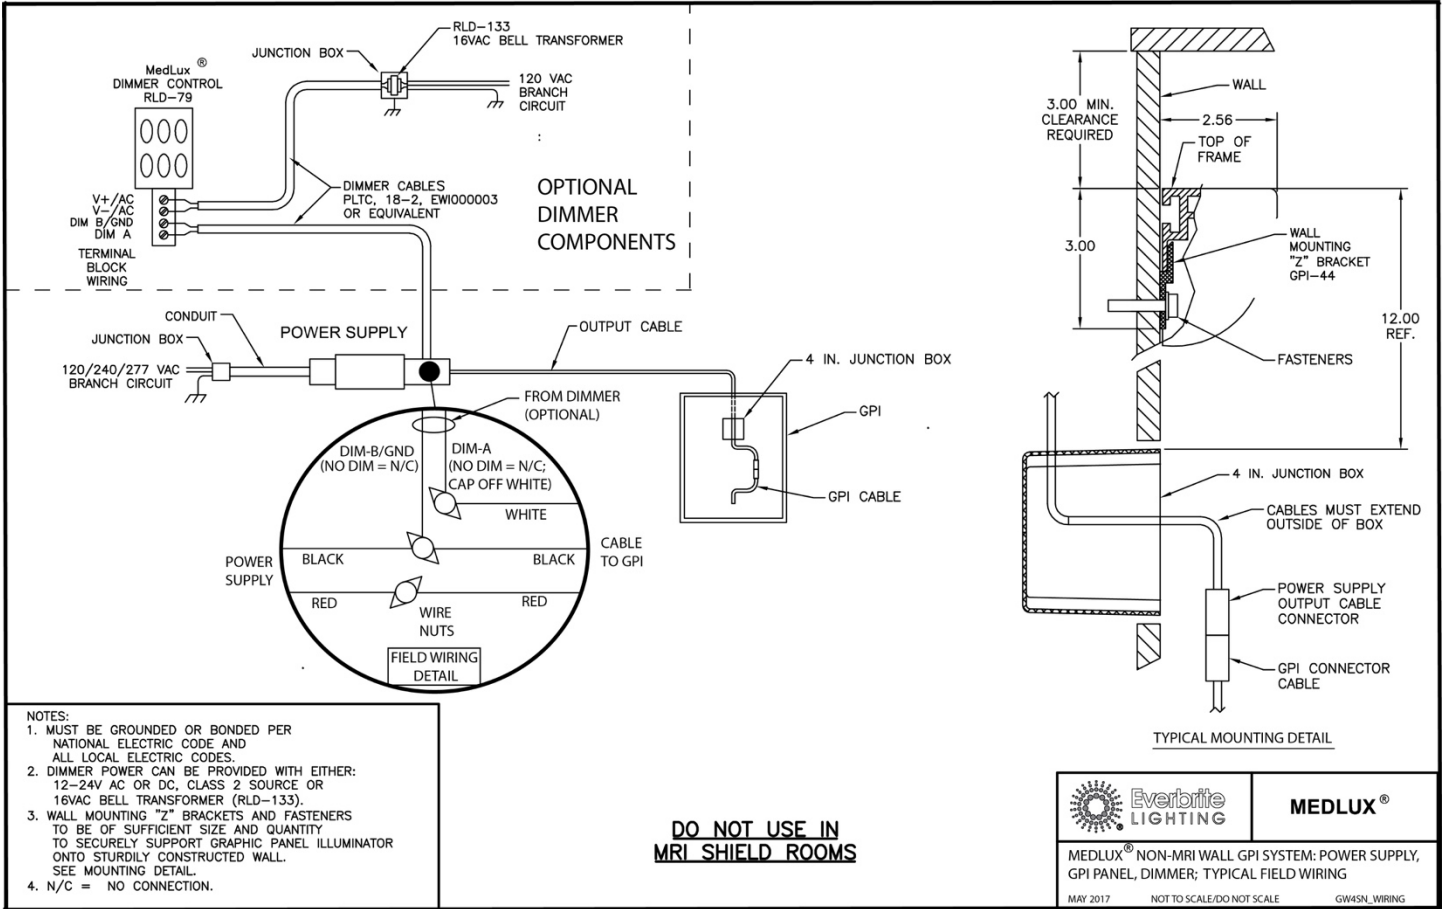 RLD-133
16VAC BELL TRANSFORMER
JUNCTION BOX
MedLux ®
DIMMER CONTROL
RLD-79
120 VAC
BRANCH
CIRCUIT
V+/AC
V-/AC
DIM B/GND
DIM A
TERMINAL
BLOCK
WIRING
DIMMER CABLES
PLTC, 18-2, EWI000003
OR EQUIVALENT
OPTIONAL
DIMMER
COMPONENTS
CONDUIT
JUNCTION BOX
POWER SUPPLY
OUTPUT CABLE
120/240/277 VAC
BRANCH CIRCUIT
4 IN. JUNCTION BOX
GPI
GPI CABLE
FROM DIMMER
(OPTIONAL)
DIM-B/GND
(NO DIM = N/C)
DIM-A
(NO DIM = N/C;
CAP OFF WHITE)
WHITE
BLACK
BLACK
RED
RED
POWER
SUPPLY
CABLE
TO GPI
WIRE
NUTS
FIELD WIRING
DETAIL
WALL
3.00 MIN.
CLEARANCE
REQUIRED
2.56
TOP OF
FRAME
3.00
WALL
MOUNTING
"Z" BRACKET
GPI-44
12.00
REF.
FASTENERS
4 IN. JUNCTION BOX
CABLES MUST EXTEND
OUTSIDE OF BOX
POWER SUPPLY
OUTPUT CABLE
CONNECTOR
GPI CONNECTOR
CABLE
TYPICAL MOUNTING DETAIL
NOTES:
1. MUST BE GROUNDED OR BONDED PER
NATIONAL ELECTRIC CODE AND
ALL LOCAL ELECTRIC CODES.
2. DIMMER POWER CAN BE PROVIDED WITH EITHER:
12-24V AC OR DC, CLASS 2 SOURCE OR
16VAC BELL TRANSFORMER (RLD-133).
3. WALL MOUNTING "Z" BRACKETS AND FASTENERS
TO BE OF SUFFICIENT SIZE AND QUANTITY
TO SECURELY SUPPORT GRAPHIC PANEL ILLUMINATOR
ONTO STURDILY CONSTRUCTED WALL.
SEE MOUNTING DETAIL.
4. N/C = NO CONNECTION.
DO NOT USE IN
MRI SHIELD ROOMS
Everbrite
LIGHTING ®
MEDLUX ®
MEDLUX ® NON-MRI WALL GPI SYSTEM: POWER SUPPLY,
GPI PANEL, DIMMER; TYPICAL FIELD WIRING
MAY 2017 NOT TO SCALE/DO NOT SCALE GW4SN_WIRING